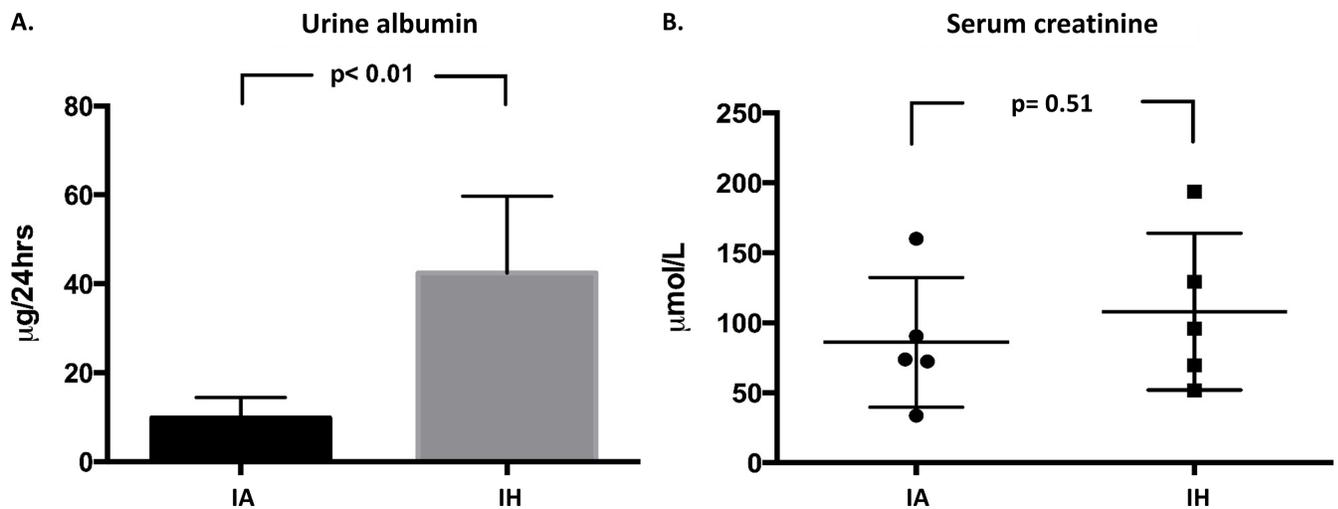 A.
Urine albumin
p< 0.01
80
60
40
20
0
μg/24hrs
IA
IH
B.
Serum creatinine
p= 0.51
250
200
150
100
50
0
μmol/L
IA
IH